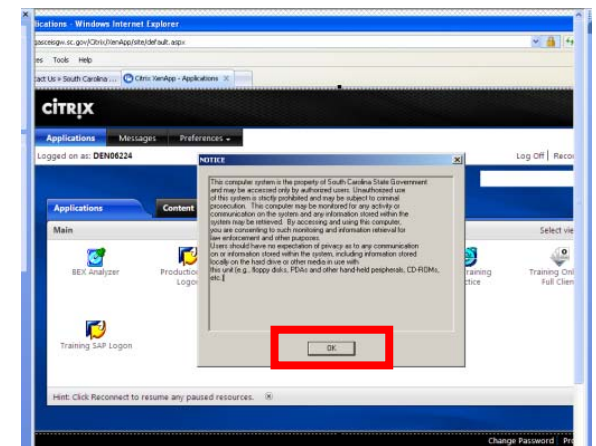 lications - Windows Internet Explorer
gasceisgw.sc.gov/Citrix/XenApp/site/default.aspx
es Tools Help
tact Us » South Carolina ... Citrix XenApp - Applications
CİTRIX
Applications Messages Preferences
Logged on as: DEN06224
Log Off Reco
NOTICE
This computer system is the property of South Carolina State Government
and may be accessed only by authorized users. Unauthorized use
of this system is strictly prohibited and may be subject to criminal
prosecution. This computer may be monitored for any activity or
communication on the system and any information stored within the
system may be retrieved. By accessing and using this computer,
you are consenting to such monitoring and information retrieval for
law enforcement and other purposes.
Users should have no expectation of privacy as to any communication
on or information stored within the system, including information stored
locally on the hard drive or other media in use with
this unit (e.g., floppy disks, PDAs and other hand-held peripherals, CD-ROMs,
etc.)
OK
Applications Content
Main
Select vie
BEX Analyzer
Production
Logo
raining
ctice
Training Onl
Full Clien
Training SAP Logon
Hint: Click Reconnect to resume any paused resources.
Change Password Pre